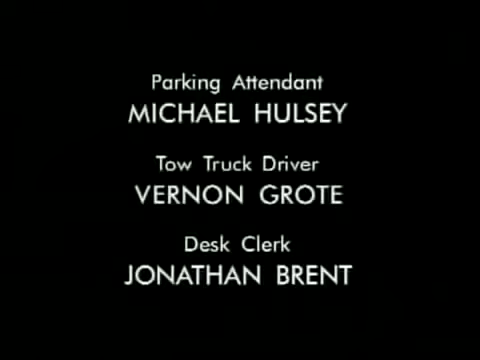 Parking Attendant
MICHAEL HULSEY
Tow Truck Driver
VERNON GROTE
Desk Clerk
JONATHAN BRENT